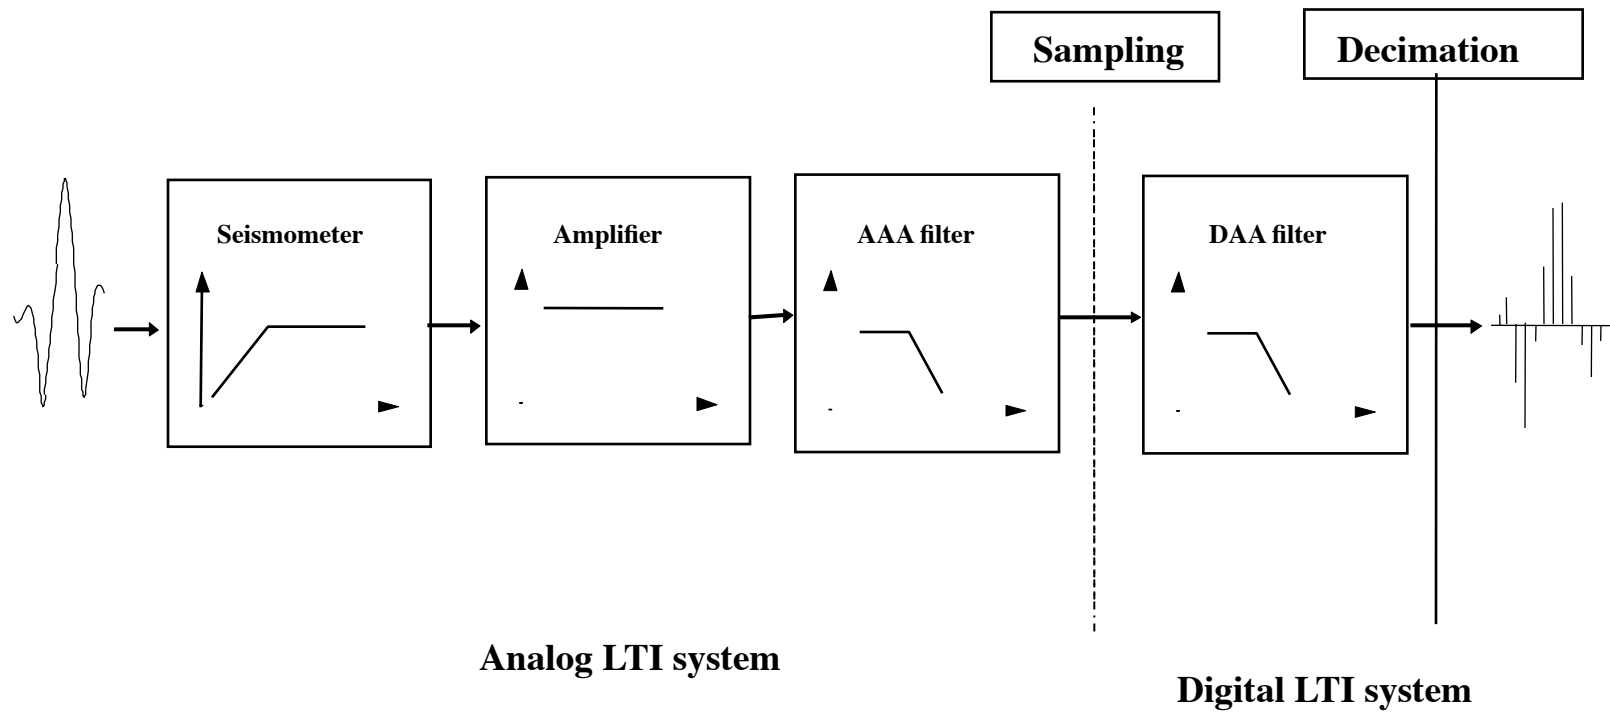 Sampling
Decimation
Seismometer
Amplifier
AAA filter
DAA filter
Analog LTI system
Digital LTI system